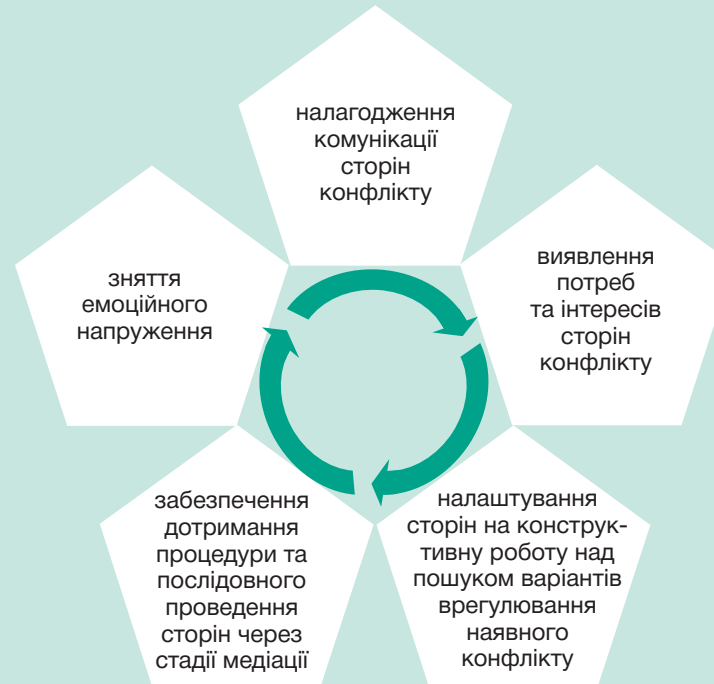 налагодження
комунікації
сторін
конфлікту
виявлення
потреб
та інтересів
сторін
конфлікту
налаштування
сторін на конструк-
тивну роботу над
пошуком варіантів
врегулювання
наявного
конфлікту
забезпечення
дотримання
процедури та
послідовного
проведення
сторін через
стадії медіації
зняття
емоційного
напруження